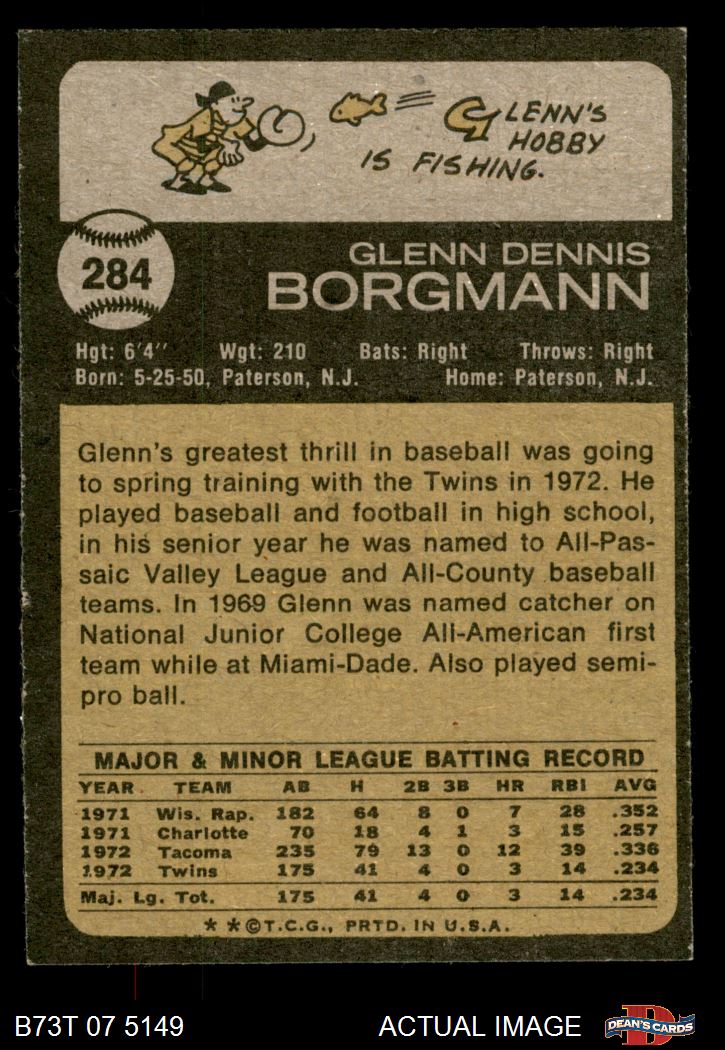 GLENN'S
HOBBY
IS FISHING.
284
GLENN DENNIS
BORGMANN
Hgt: 6'4" Wgt: 210 Bats: Right Throws: Right
Born: 5-25-50, Paterson, N.J. Home: Paterson, N.J.
Glenn's greatest thrill in baseball was going
to spring training with the Twins in 1972. He
played baseball and football in high school,
in his senior year he was named to All-Pas-
saic Valley League and All-County baseball
teams. In 1969 Glenn was named catcher on
National Junior College All-American first
team while at Miami-Dade. Also played semi-
pro ball.
MAJOR & MINOR LEAGUE BATTING RECORD
YEAR TEAM AB H 2B 3B HR RBI AVG
1971 Wis. Rap. 182 64 8 0 7 28 .352
1971 Charlotte 70 18 4 1 3 15 .257
1972 Tacoma 235 79 13 0 12 39 .336
1972 Twins 175 41 4 0 3 14 .234
Maj. Lg. Tot. 175 41 4 0 3 14 .234
* * ©T.C.G., PRTD. IN U.S.A.
B73T 07 5149 ACTUAL IMAGE
D
DEAN'S CARDS